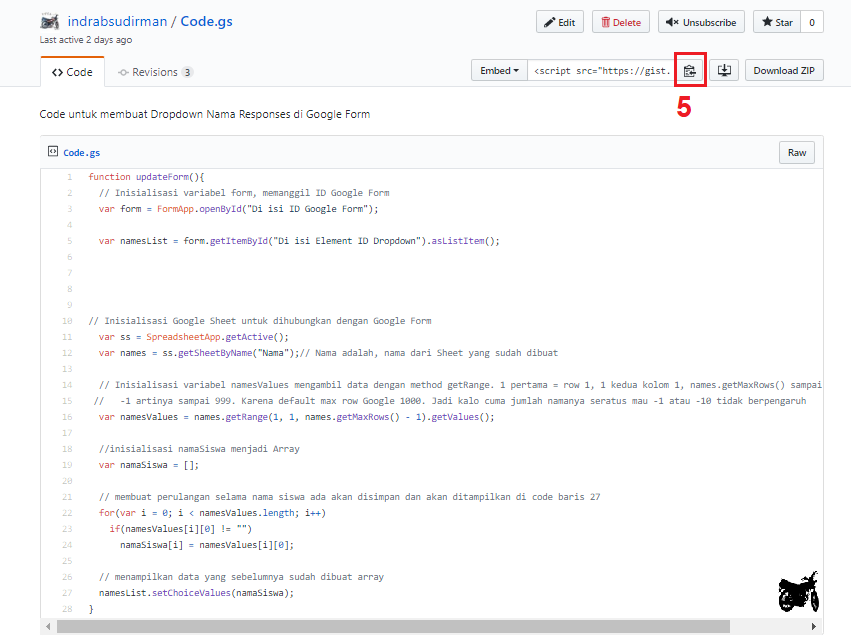 indrabsudirman / Code.gs
Edit Delete Unsubscribe Star 0
Last active 2 days ago
Code Revisions 3
Embed <script src="https://gist. Download ZIP
5
Code untuk membuat Dropdown Nama Responses di Google Form
Code.gs Raw
1 function updateForm(){
2 // Inisialisasi variabel form, memanggil ID Google Form
3 var form = FormApp.openById("Di isi ID Google Form");
4
5 var namesList = form.getItemById("Di isi Element ID Dropdown").asListItem();
6
7
8
9
10 // Inisialisasi Google Sheet untuk dihubungkan dengan Google Form
11 var ss = SpreadsheetApp.getActive();
12 var names = ss.getSheetByName("Nama");// Nama adalah, nama dari Sheet yang sudah dibuat
13
14 // Inisialisasi variabel namesValues mengambil data dengan method getRange. 1 pertama = row 1, 1 kedua kolom 1, names.getMaxRows() sampai
15 // -1 artinya sampai 999. Karena default max row Google 1000. Jadi kalo cuma jumlah namanya seratus mau -1 atau -10 tidak berpengaruh
16 var namesValues = names.getRange(1, 1, names.getMaxRows() - 1).getValues();
17
18 //inisialisasi namaSiswa menjadi Array
19 var namaSiswa = [];
20
21 // membuat perulangan selama nama siswa ada akan disimpan dan akan ditampilkan di code baris 27
22 for(var i = 0; i < namesValues.length; i++)
23 if(namesValues[i][0] != "")
24 namaSiswa[i] = namesValues[i][0];
25
26 // menampilkan data yang sebelumnya sudah dibuat array
27 namesList.setChoiceValues(namaSiswa);
28 }